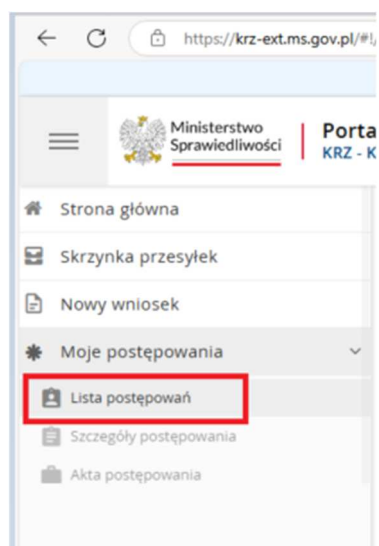 https://krz-ext.ms.gov.pl/#!/
Ministerstwo
Sprawiedliwości
Porta
KRZ - K
Strona główna
Skrzynka przesyłek
Nowy wniosek
Moje postępowania
Lista postępowań
Szczegóły postępowania
Akta postępowania